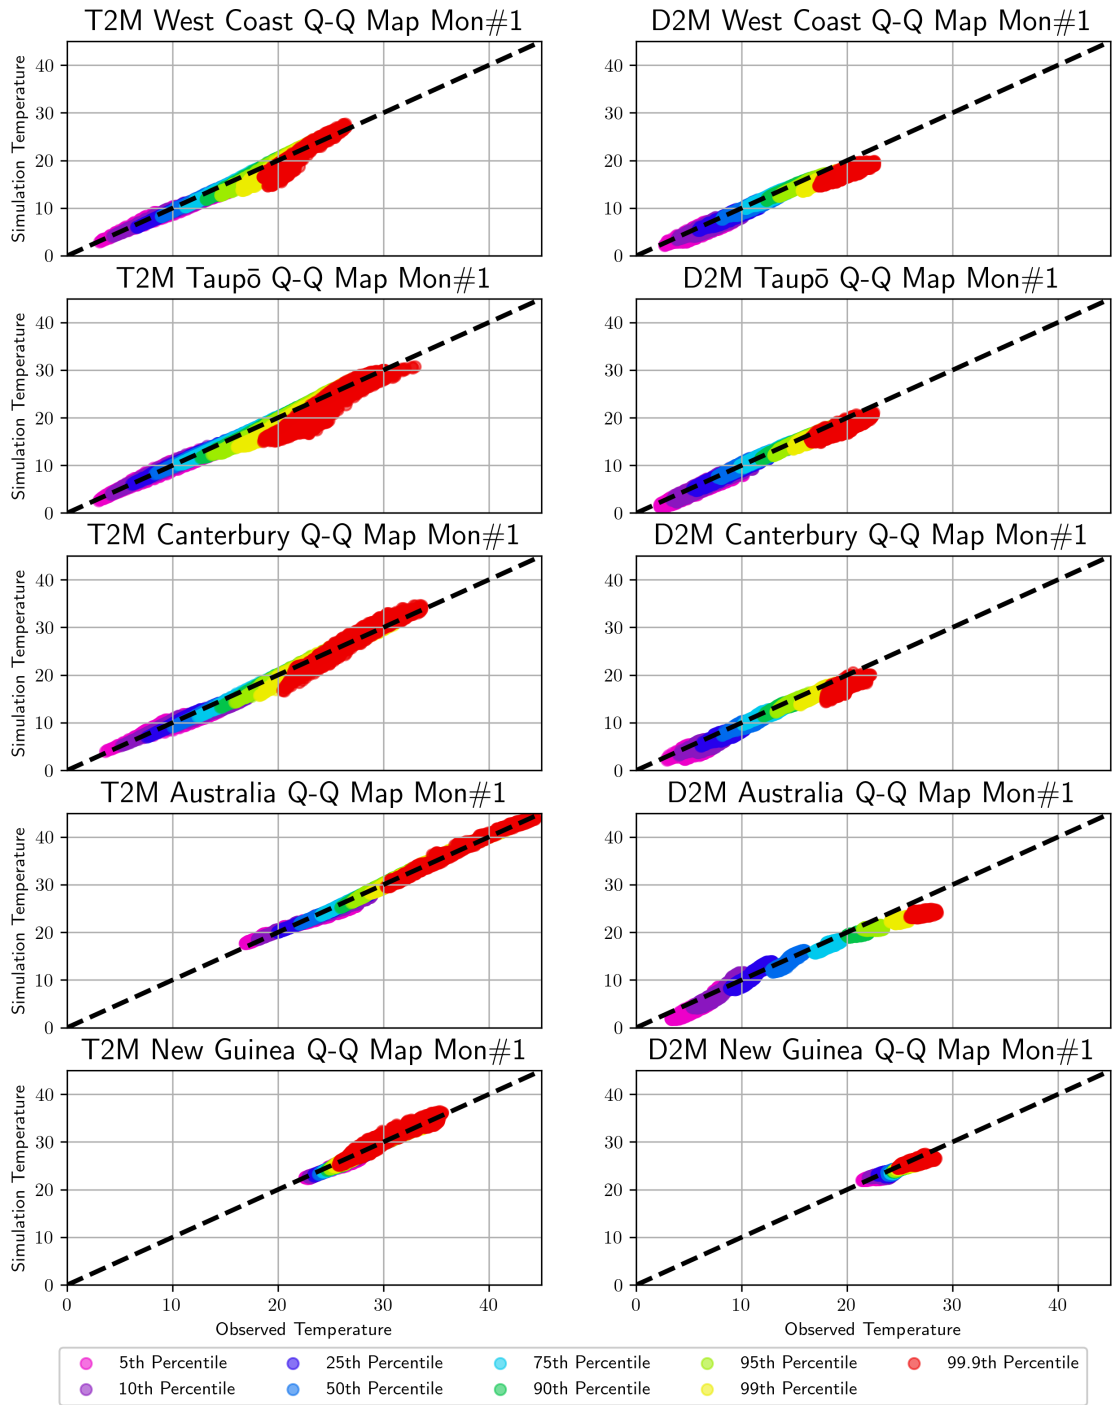 T2M West Coast Q-Q Map Mon#1
D2M West Coast Q-Q Map Mon#1
Simulation Temperature
40
30
20
10
0
40
30
20
10
0
T2M Taupō Q-Q Map Mon#1
D2M Taupō Q-Q Map Mon#1
Simulation Temperature
40
30
20
10
0
40
30
20
10
0
T2M Canterbury Q-Q Map Mon#1
D2M Canterbury Q-Q Map Mon#1
Simulation Temperature
40
30
20
10
0
40
30
20
10
0
T2M Australia Q-Q Map Mon#1
D2M Australia Q-Q Map Mon#1
Simulation Temperature
40
30
20
10
0
40
30
20
10
0
T2M New Guinea Q-Q Map Mon#1
D2M New Guinea Q-Q Map Mon#1
Simulation Temperature
40
30
20
10
0
40
30
20
10
0
0 10 20 30 40
0 10 20 30 40
Observed Temperature
Observed Temperature
5th Percentile 25th Percentile 75th Percentile 95th Percentile 99.9th Percentile
10th Percentile 50th Percentile 90th Percentile 99th Percentile